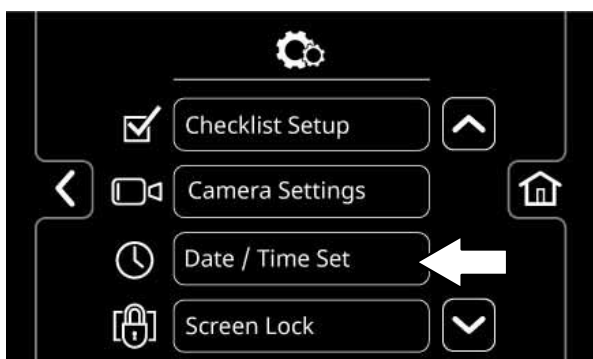 Checklist Setup
Camera Settings
Date / Time Set
Screen Lock